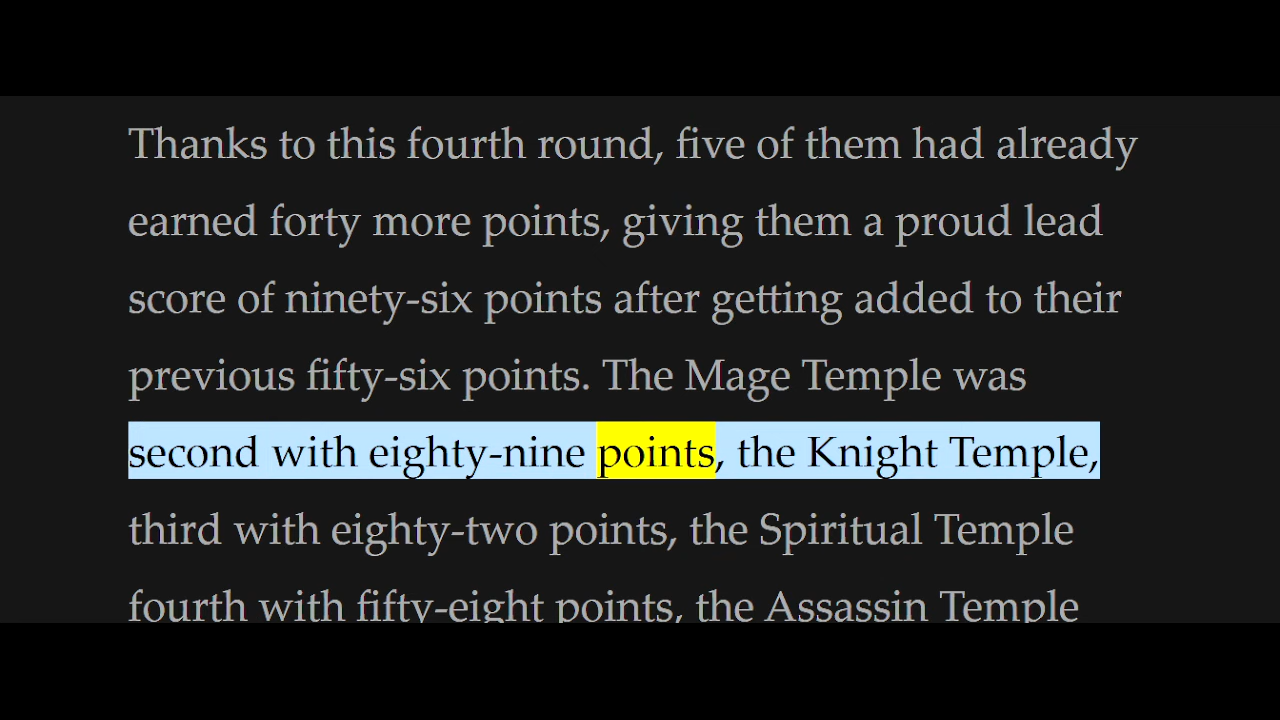 Thanks to this fourth round, five of them had already
earned forty more points, giving them a proud lead
score of ninety-six points after getting added to their
previous fifty-six points. The Mage Temple was
second with eighty-nine points, the Knight Temple,
third with eighty-two points, the Spiritual Temple
fourth with fifty-eight points, the Assassin Temple